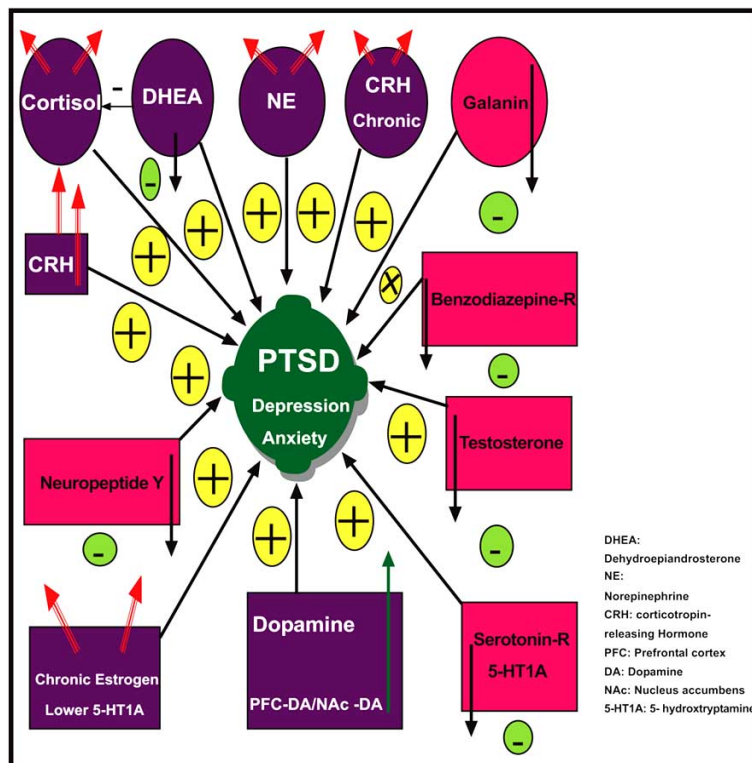 Cortisol
-
DHEA
-
NE
CRH
Chronic
Galanin
-
CRH
+
+
+
+
+
+
x
Benzodiazepine-R
-
+
+
PTSD
Depression
Anxiety
Testosterone
+
-
Neuropeptide Y
-
+
+
+
Chronic Estrogen
Lower 5-HT1A
Dopamine
PFC-DA/NAc -DA
Serotonin-R
5-HT1A
-
DHEA:
Dehydroepiandrosterone
NE:
Norepinephrine
CRH: corticotropin-
releasing Hormone
PFC: Prefrontal cortex
DA: Dopamine
NAc: Nucleus accumbens
5-HT1A: 5- hydroxtryptamine